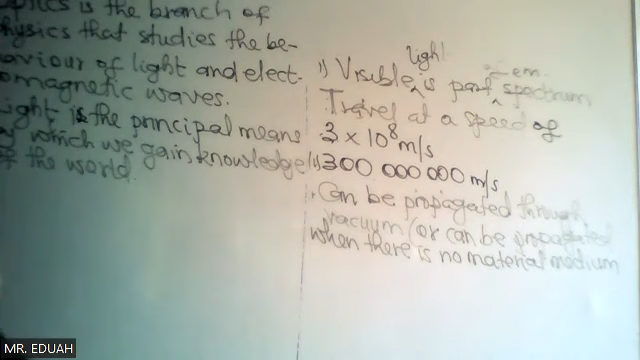 is the branch of
physics that studies the be-
aviour of light and elect-
omagnetic waves.
ight is the principal means
which we gain knowledge
the world.
light
em.
1) Visible is part spectrum
Travel at a speed of
3 x 10⁸ m/s
300 000 000 m/s
Can be propagated through
vacuum (or can be propagated
when there is no material medium
MR. EDUAH